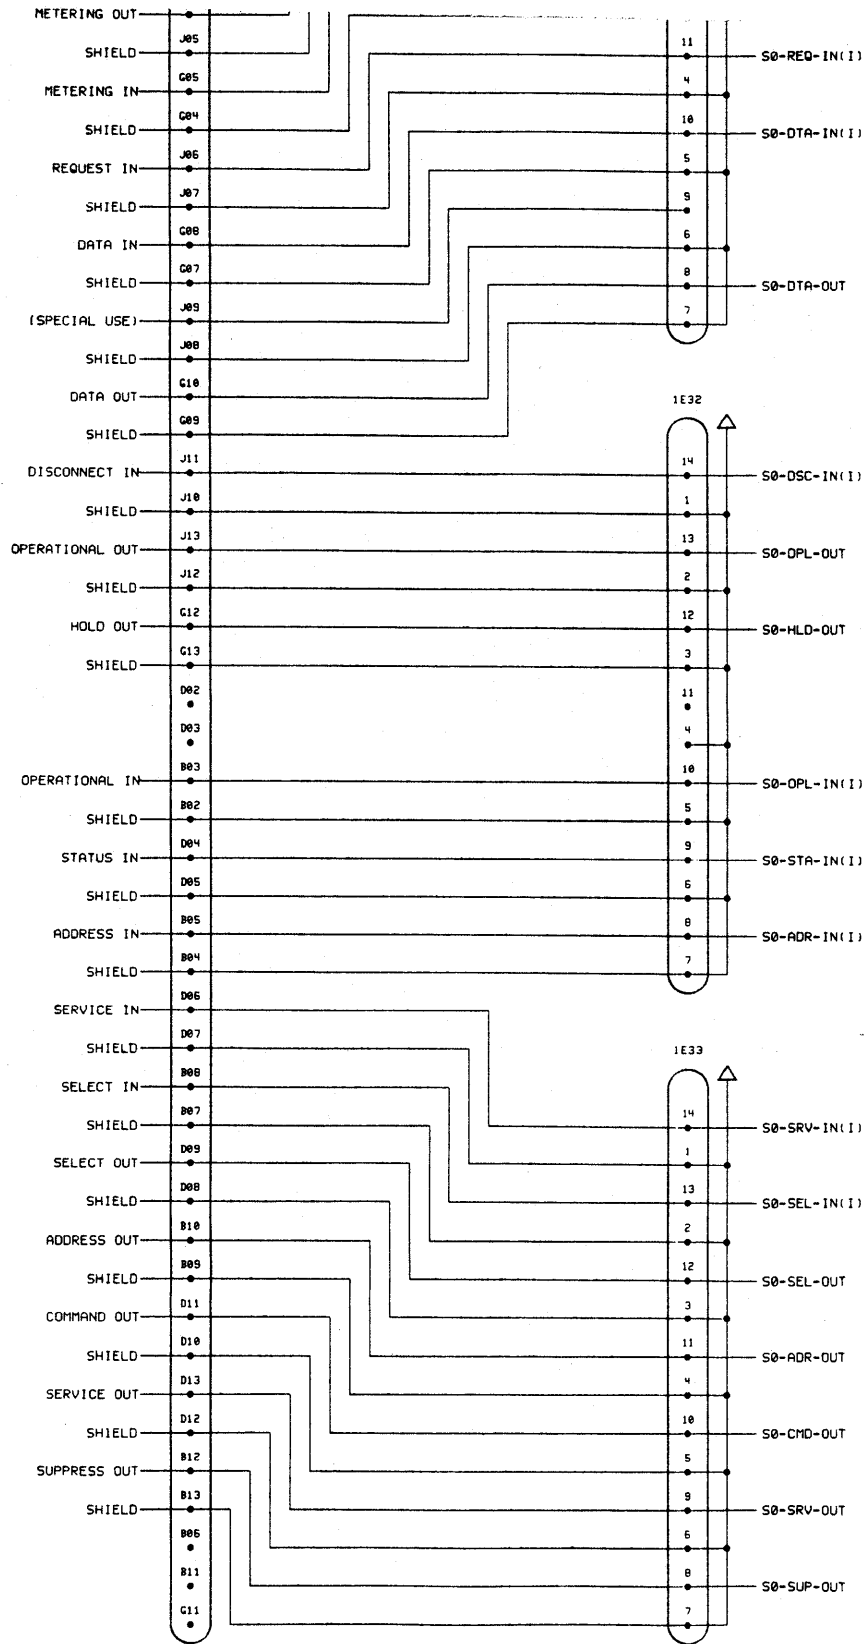 METERING OUT
J05
SHIELD
11
S0-REQ-IN(I)
G05
METERING IN
4
G04
SHIELD
10
S0-DTA-IN(I)
J06
REQUEST IN
5
J07
SHIELD
9
G08
DATA IN
6
G07
SHIELD
8
S0-DTA-OUT
J09
(SPECIAL USE)
7
J08
SHIELD
G10
DATA OUT
1E32
G09
SHIELD
J11
DISCONNECT IN
14
S0-DSC-IN(I)
J10
SHIELD
1
J13
OPERATIONAL OUT
13
S0-OPL-OUT
J12
SHIELD
2
G12
HOLD OUT
12
S0-HLD-OUT
G13
SHIELD
3
D02
11
D03
4
B03
OPERATIONAL IN
10
S0-OPL-IN(I)
B02
SHIELD
5
D04
STATUS IN
9
S0-STA-IN(I)
D05
SHIELD
6
B05
ADDRESS IN
8
S0-ADR-IN(I)
B04
SHIELD
7
D06
SERVICE IN
D07
SHIELD
1E33
B08
SELECT IN
B07
SHIELD
14
S0-SRV-IN(I)
D09
SELECT OUT
1
D08
SHIELD
13
S0-SEL-IN(I)
B10
ADDRESS OUT
2
B09
SHIELD
12
S0-SEL-OUT
D11
COMMAND OUT
3
D10
SHIELD
11
S0-ADR-OUT
D13
SERVICE OUT
4
D12
SHIELD
10
S0-CMD-OUT
B12
SUPPRESS OUT
5
B13
SHIELD
9
S0-SRV-OUT
B06
6
B11
8
S0-SUP-OUT
G11
7